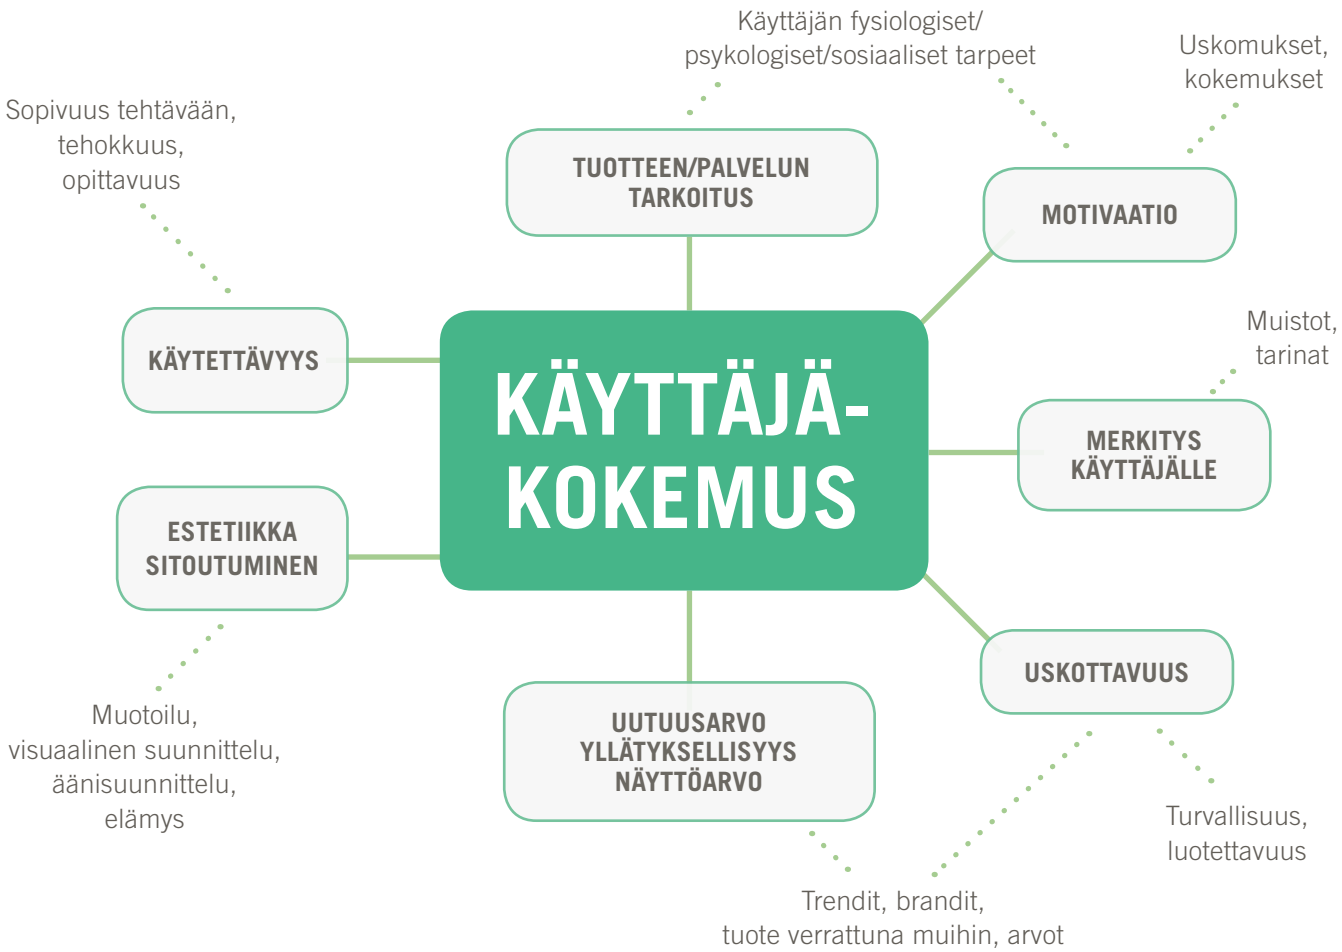 Käyttäjän fysiologiset/
psykologiset/sosiaaliset tarpeet
Uskomukset,
kokemukset
Sopivuus tehtävään,
tehokkuus,
opittavuus
TUOTTEEN/PALVELUN
TARKOITUS
MOTIVAATIO
KÄYTETTÄVYYS
KÄYTTÄJÄ-
KOKEMUS
Muistot,
tarinat
MERKITYS
KÄYTTÄJÄLLE
ESTETIIKKA
SITOUTUMINEN
USKOTTAVUUS
UUTUUSARVO
YLLÄTYKSELLISYYS
NÄYTTÖARVO
Muotoilu,
visuaalinen suunnittelu,
äänisuunnittelu,
elämys
Turvallisuus,
luotettavuus
Trendit, brandit,
tuote verrattuna muihin, arvot